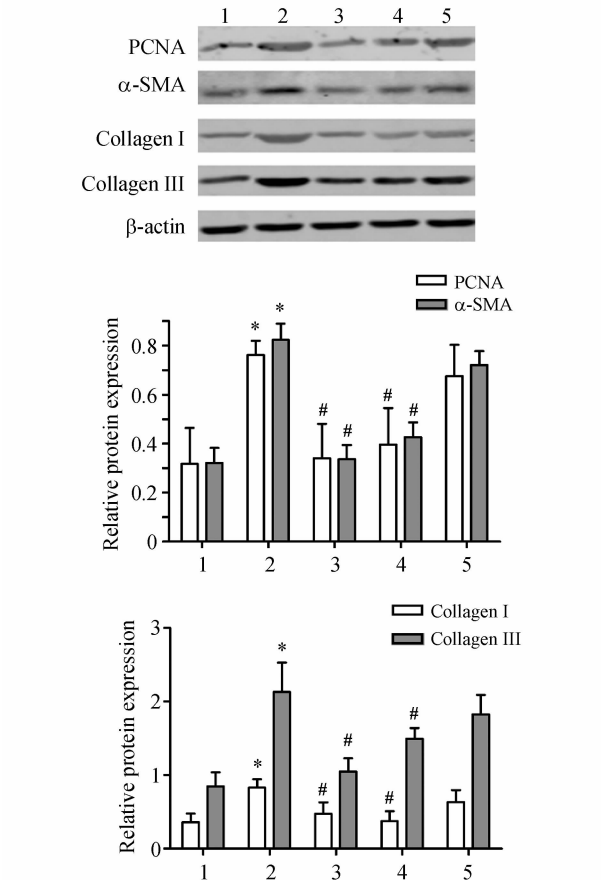 1 2 3 4 5
PCNA
α-SMA
Collagen I
Collagen III
β-actin
PCNA
α-SMA
Relative protein expression
0.8
0.6
0.4
0.2
0
* *
# #
# #
1 2 3 4 5
Collagen I
Collagen III
Relative protein expression
3
2
1
0
* *
# #
# #
1 2 3 4 5